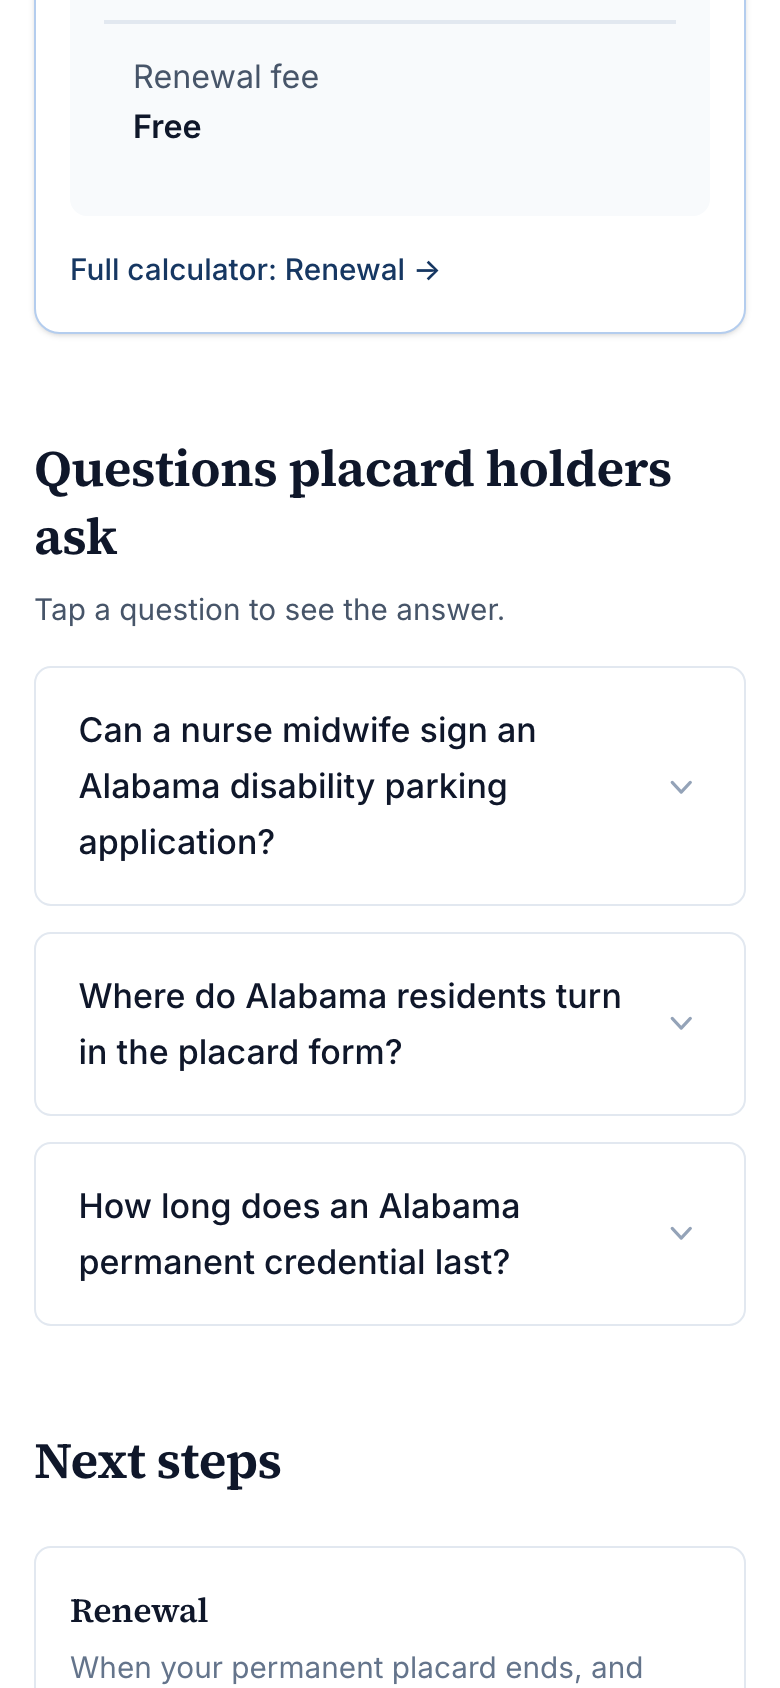 Renewal fee
Free
Full calculator: Renewal →
Questions placard holders
ask
Tap a question to see the answer.
Can a nurse midwife sign an
Alabama disability parking
application?
Where do Alabama residents turn
in the placard form?
How long does an Alabama
permanent credential last?
Next steps
Renewal
When your permanent placard ends, and